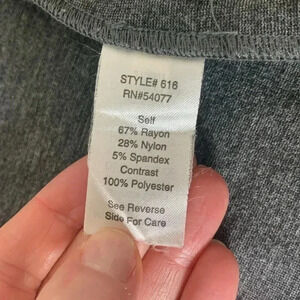 STYLE# 616
RN#54077
Self
67% Rayon
28% Nylon
5% Spandex
Contrast
100% Polyester
See Reverse
Side For Care